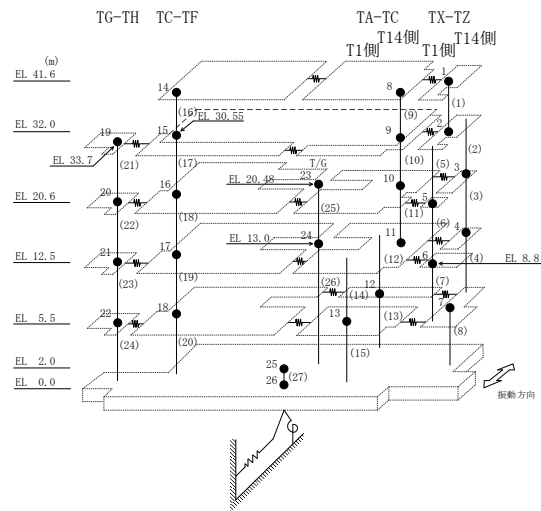 TG-TH TC-TF TA-TC TX-TZ
T14側 T14側
T1側 T1側
(m)
EL 41.6
14 8 1
(16) EL 30.55 (9) (1)
EL 32.0
19 15 9 2
EL 33.7
(21) (17) (10) (2)
T/G
EL 20.48 23
(5) 3
EL 20.6
20 16 10 5 (3)
(22) (18) (25) (11)
EL 13.0 24 11 (6) 4
EL 12.5
21 17 (12) 6 (4) EL 8.8
(23) (19) (26) (14) 12 (7)
EL 5.5
22 18 13 (13) 7
(24) (20) (15) (8)
EL 2.0
25
EL 0.0
26 (27)
振動方向